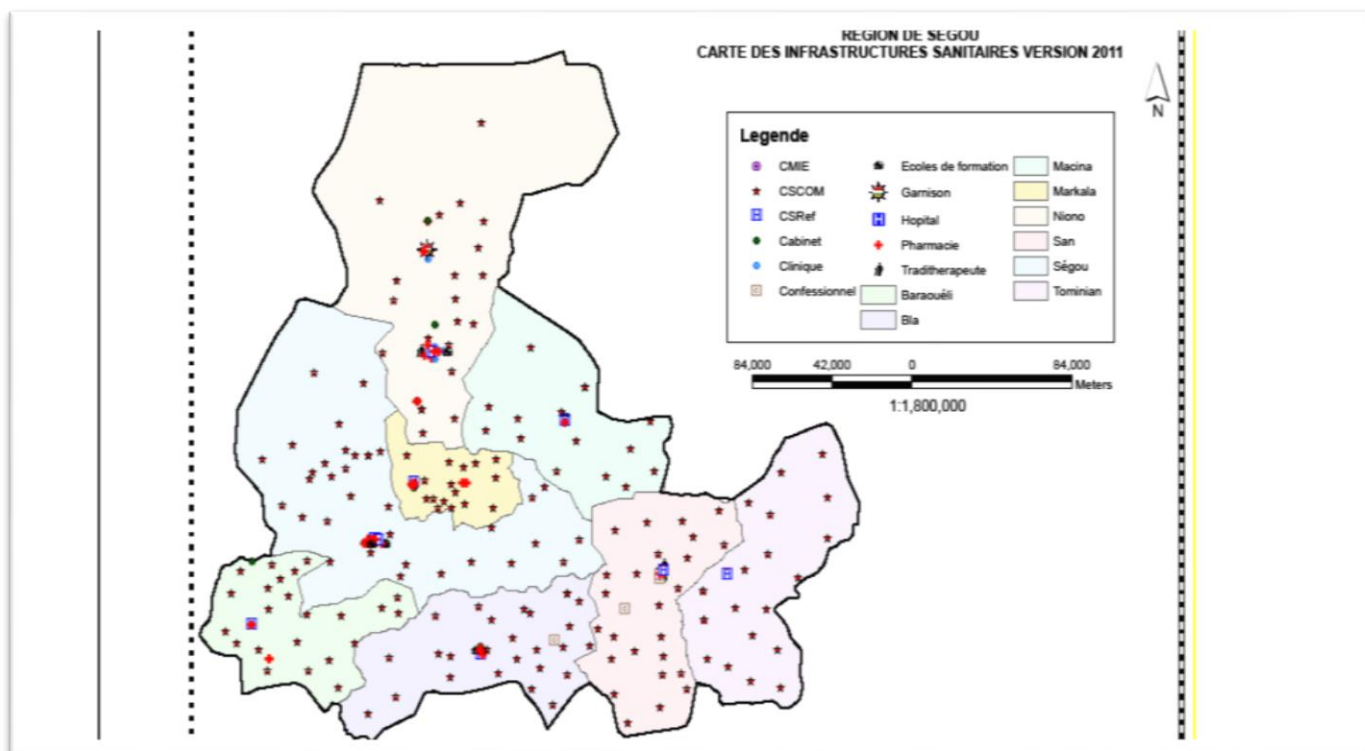 REGION DE SEGOU
CARTE DES INFRASTRUCTURES SANITAIRES VERSION 2011
N
Legende
CMIE
CSCOM
CSRef
Cabinet
Clinique
Confessionnel
Ecoles de formation
Garnison
Hopital
Pharmacie
Traditherapeute
Baraouéli
Bla
Macina
Markala
Niono
San
Ségou
Tominian
84,000 42,000 0 84,000
Meters
1:1,800,000